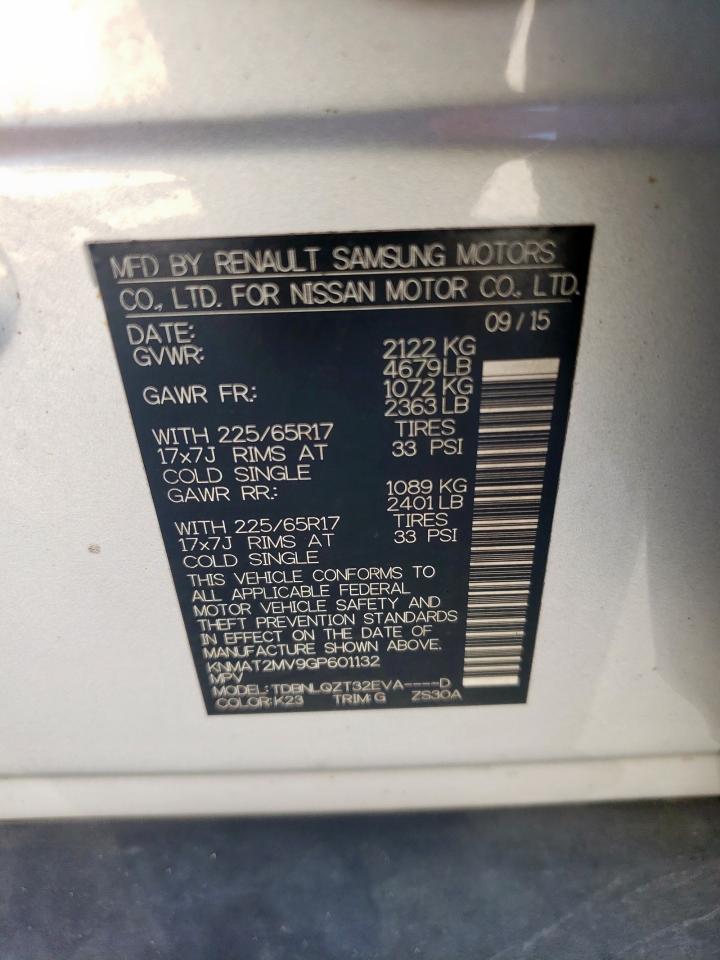 MFD BY RENAULT SAMSUNG MOTORS
CO., LTD. FOR NISSAN MOTOR CO., LTD.
DATE: 09/15
GVWR: 2122 KG
4679 LB
GAWR FR.: 1072 KG
2363 LB
WITH 225/65R17 TIRES
17x7J RIMS AT 33 PSI
COLD SINGLE
GAWR RR.: 1089 KG
2401 LB
WITH 225/65R17 TIRES
17x7J RIMS AT 33 PSI
COLD SINGLE
THIS VEHICLE CONFORMS TO
ALL APPLICABLE FEDERAL
MOTOR VEHICLE SAFETY AND
THEFT PREVENTION STANDARDS
IN EFFECT ON THE DATE OF
MANUFACTURE SHOWN ABOVE.
KNMAT2MV9GP601132
MPV
MODEL: TDBNLQZT32EVA----D
COLOR: K23 TRIM: G ZS30A